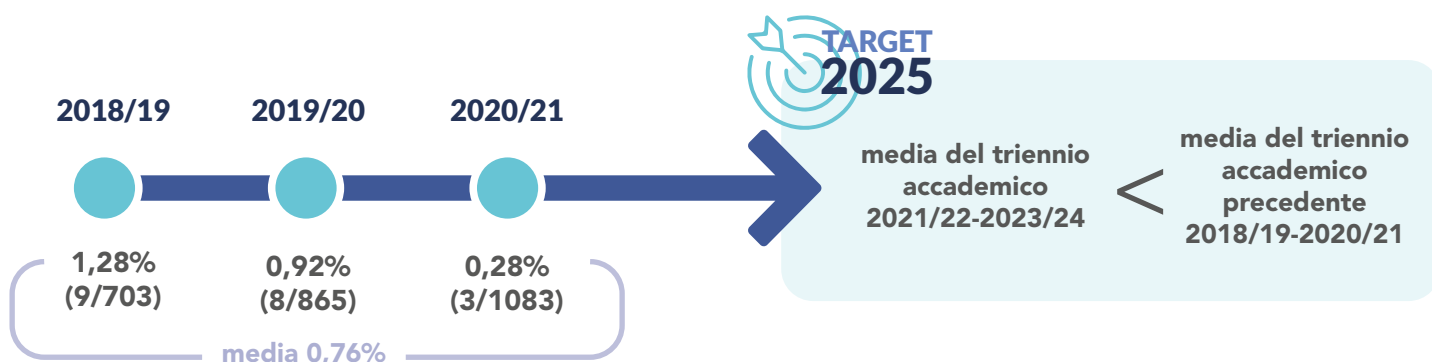 TARGET
2025
2018/19
2019/20
2020/21
media del triennio
accademico
2021/22-2023/24
<
media del triennio
accademico
precedente
2018/19-2020/21
1,28%
(9/703)
0,92%
(8/865)
0,28%
(3/1083)
media 0,76%